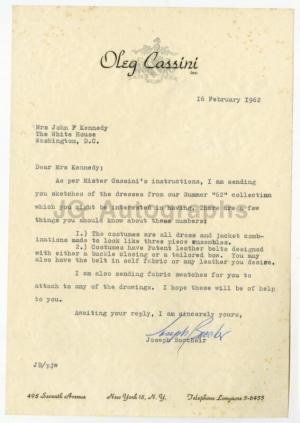 Oleg Cassini
inc.
16 February 1962
Mrs John F Kennedy
The White House
Washington, D.C.
Dear Mrs Kennedy:
As per Mister Cassini's instructions, I am sending
you sketches of the dresses from our Summer "62" collection
which you might be interested in having. There are a few
things you should know about these numbers:
1.) The costumes are all dress and jacket comb-
inations made to look like three piece ensembles.
2.) Costumes have Patent leather belts designed
with either a buckle closing or a tailored bow. You may
also have the belt in self fabric or any leather you desire.
I am also sending fabric swatches for you to
attach to any of the drawings. I hope these will be of help
to you.
Awaiting your reply, I am sincerely yours,
Joseph
Joseph
JB/
498 Seventh Avenue New York 18, N.Y. Telephone Longacre 3-6455
JG Autographs